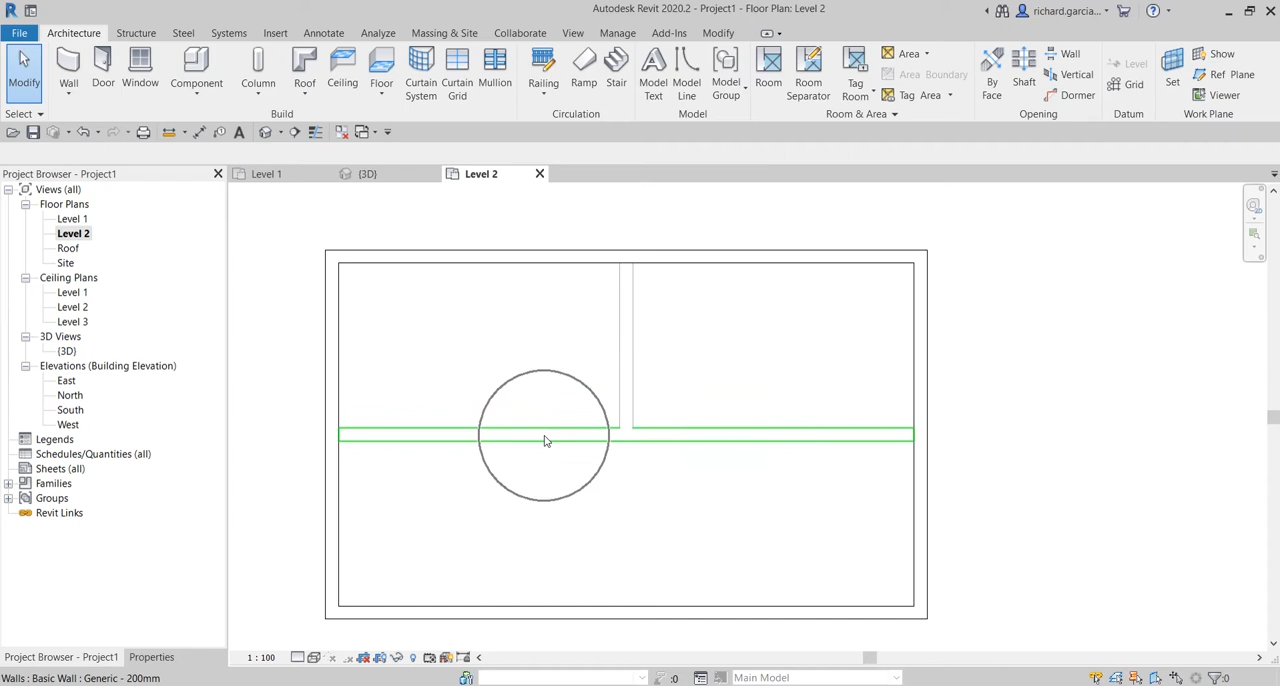 Autodesk Revit 2020.2 - Project1 - Floor Plan: Level 2
richard.garcia...
File Architecture Structure Steel Systems Insert Annotate Analyze Massing & Site Collaborate View Manage Add-Ins Modify
Modify Wall Door Window Component Column Roof Ceiling Floor Curtain System Curtain Grid Mullion Railing Ramp Stair Model Text Model Line Model Group Room Room Separator Tag Room Area Area Boundary Tag Area By Face Shaft Wall Vertical Dormer Level Grid Set Show Ref Plane Viewer
Select Build Circulation Model Room & Area Opening Datum Work Plane
Project Browser - Project1
Level 1 {3D} Level 2
Views (all)
Floor Plans
Level 1
Level 2
Roof
Site
Ceiling Plans
Level 1
Level 2
Level 3
3D Views
{3D}
Elevations (Building Elevation)
East
North
South
West
Legends
Schedules/Quantities (all)
Sheets (all)
Families
Groups
Revit Links
Project Browser - Project1 Properties
1 : 100
Walls : Basic Wall : Generic - 200mm
:0 Main Model :0